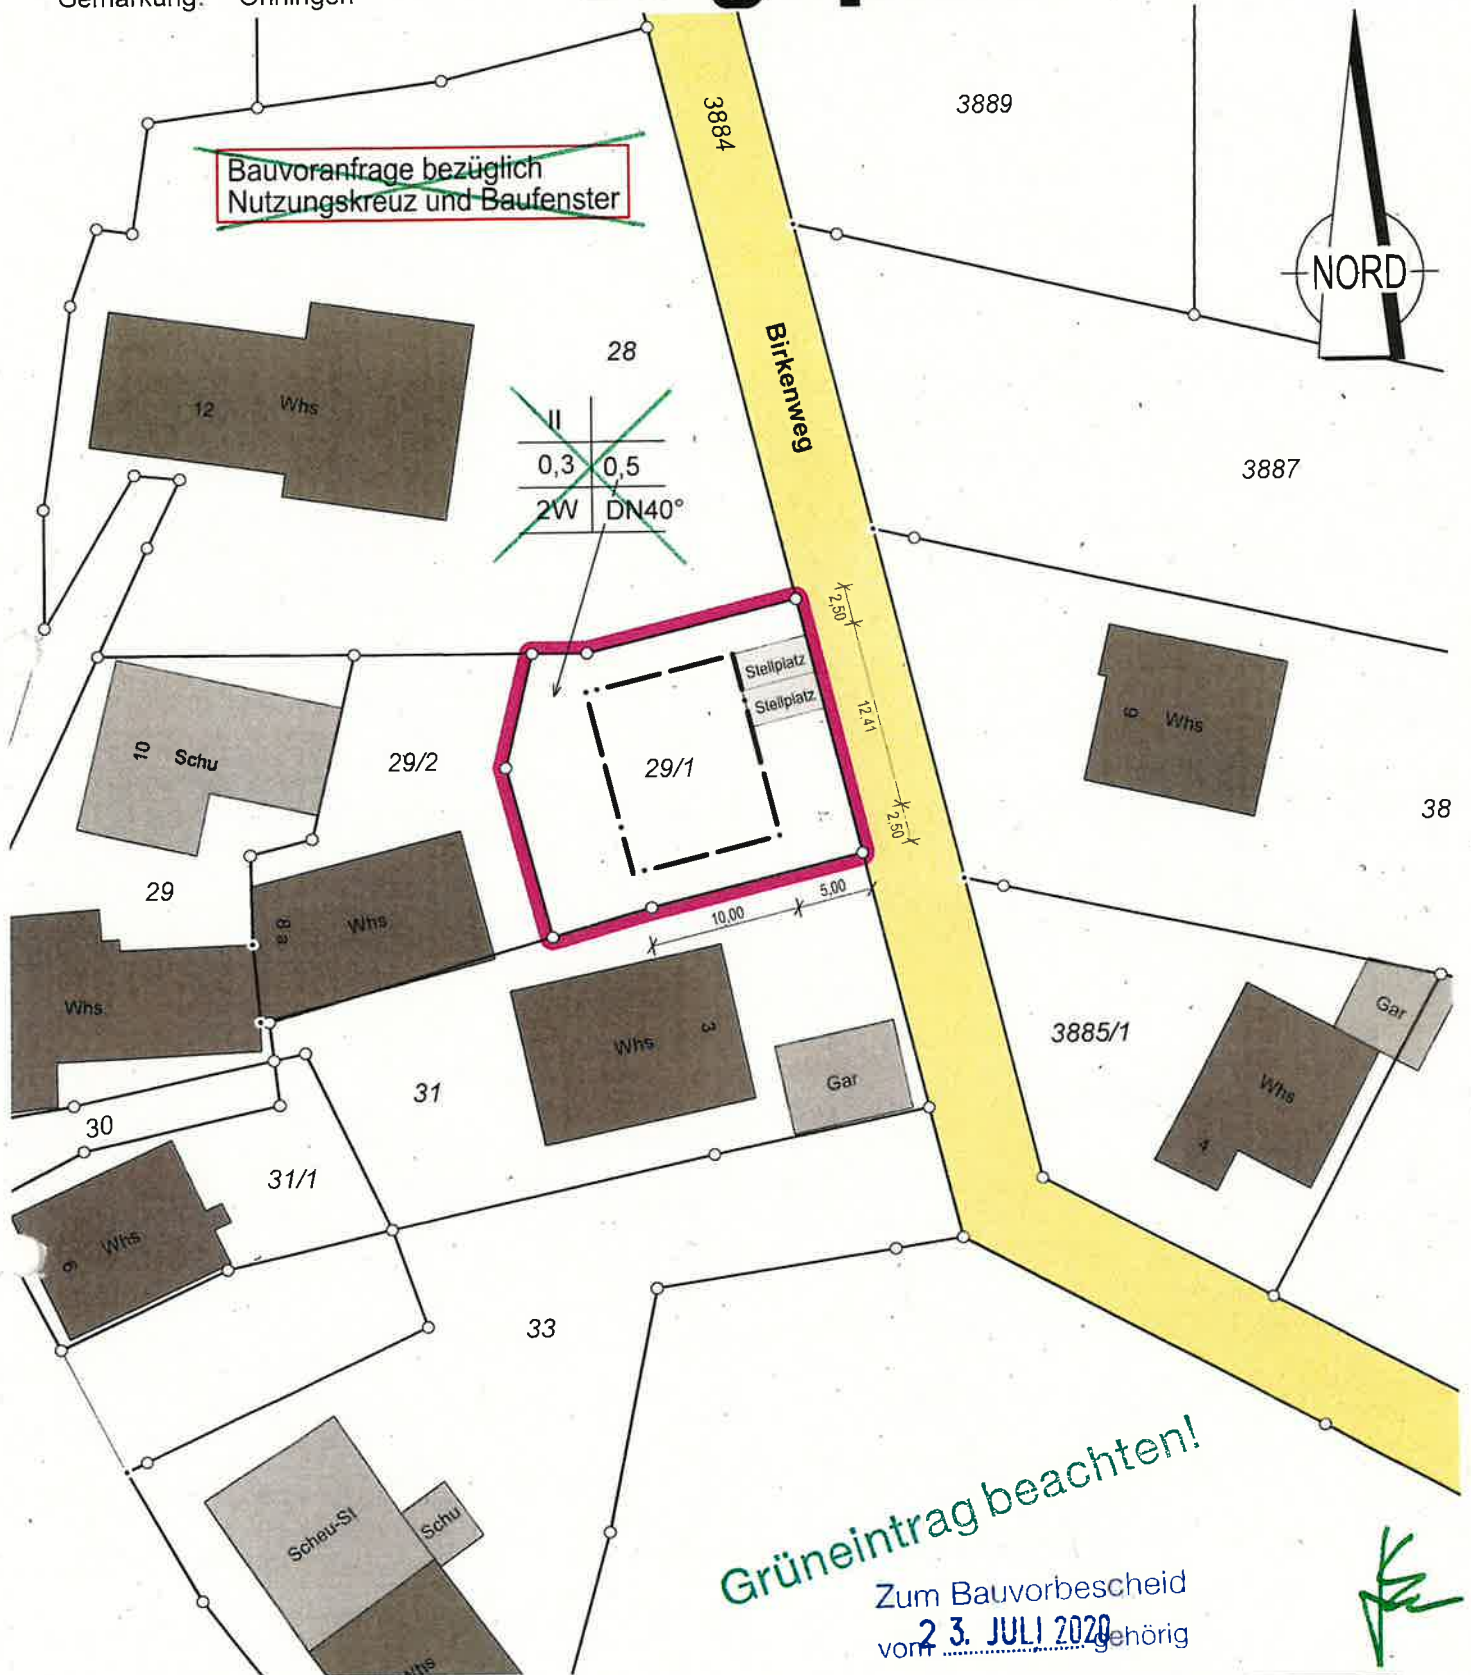 Gemarkung:
3884
3889
Bauvoranfrage bezüglich
Nutzungskreuz und Baufenster
NORD
Birkenweg
28
12 Whs
II
0,3 0,5
2W DN40°
3887
2,50
12,41
2,50
Stellplatz
Stellplatz
10 Schu
29/2
29/1
9 Whs
38
29
8 a Whs
5,00
10,00
Whs
Whs 3
Gar
3885/1
Gar
Whs
4
31
30
31/1
6 Whs
33
Scheu-St
Schu
Whs
Grüneintrag beachten!
Zum Bauvorbescheid
vom 23. JULI 2020 gehörig